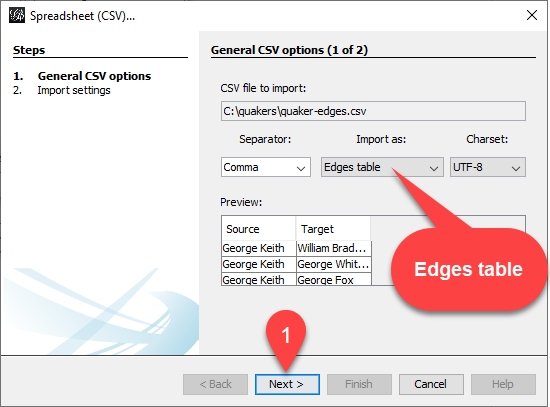 Spreadsheet (CSV)...
Steps
1. General CSV options
2. Import settings
General CSV options (1 of 2)
CSV file to import:
C:\quakers\quaker-edges.csv
Separator: Import as: Charset:
Comma Edges table UTF-8
Preview:
Source Target
George Keith William Brad...
George Keith George Whit...
George Keith George Fox
Edges table
1
< Back Next > Finish Cancel Help